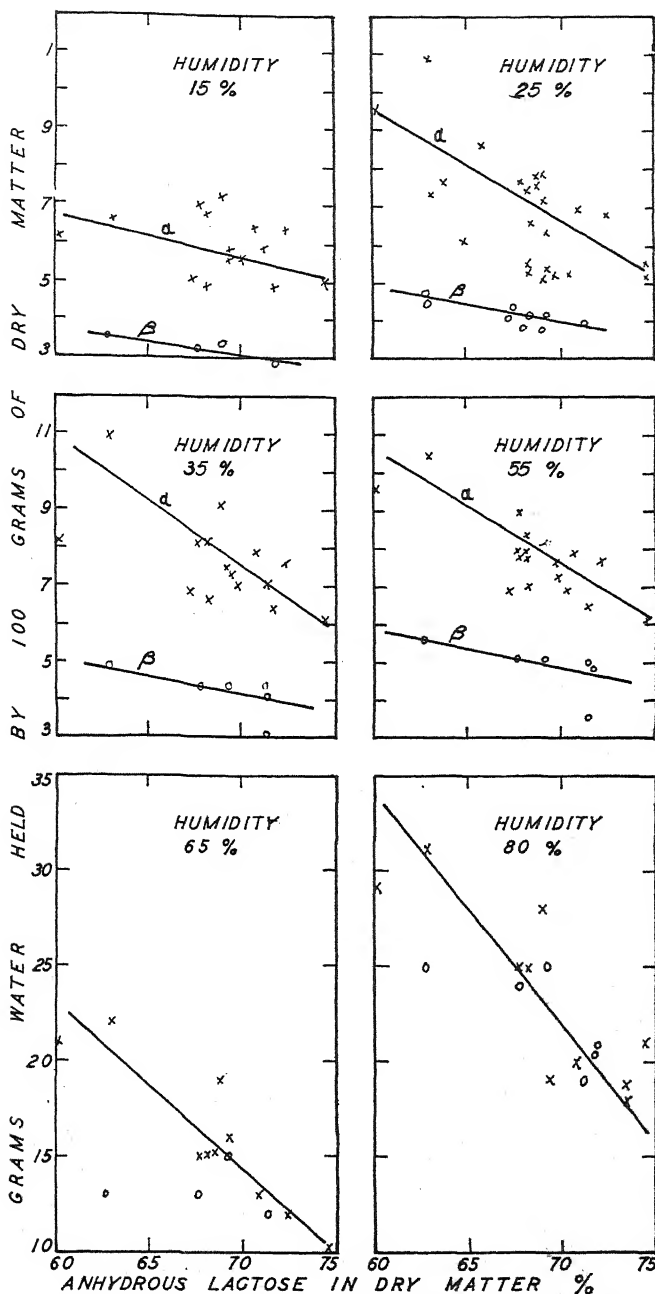 HUMIDITY
15 %
HUMIDITY
25 %
1
9
7
5
3
α
β
α
β
HUMIDITY
35 %
HUMIDITY
55 %
11
9
7
5
3
α
β
α
β
HUMIDITY
65 %
HUMIDITY
80 %
35
30
25
20
15
10
60 65 70 75 60 65 70 75
ANHYDROUS LACTOSE IN DRY MATTER %
GRAMS WATER HELD BY 100 GRAMS OF DRY MATTER